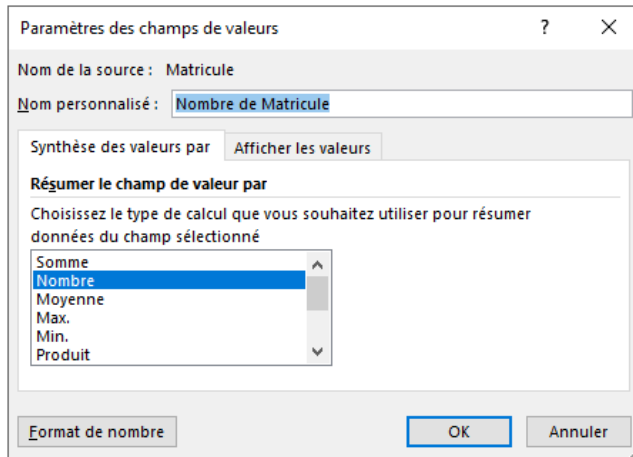 Paramètres des champs de valeurs
Nom de la source : Matricule
Nom personnalisé : Nombre de Matricule
Synthèse des valeurs par Afficher les valeurs
Résumer le champ de valeur par
Choisissez le type de calcul que vous souhaitez utiliser pour résumer
données du champ sélectionné
Somme
Nombre
Moyenne
Max.
Min.
Produit
Format de nombre OK Annuler